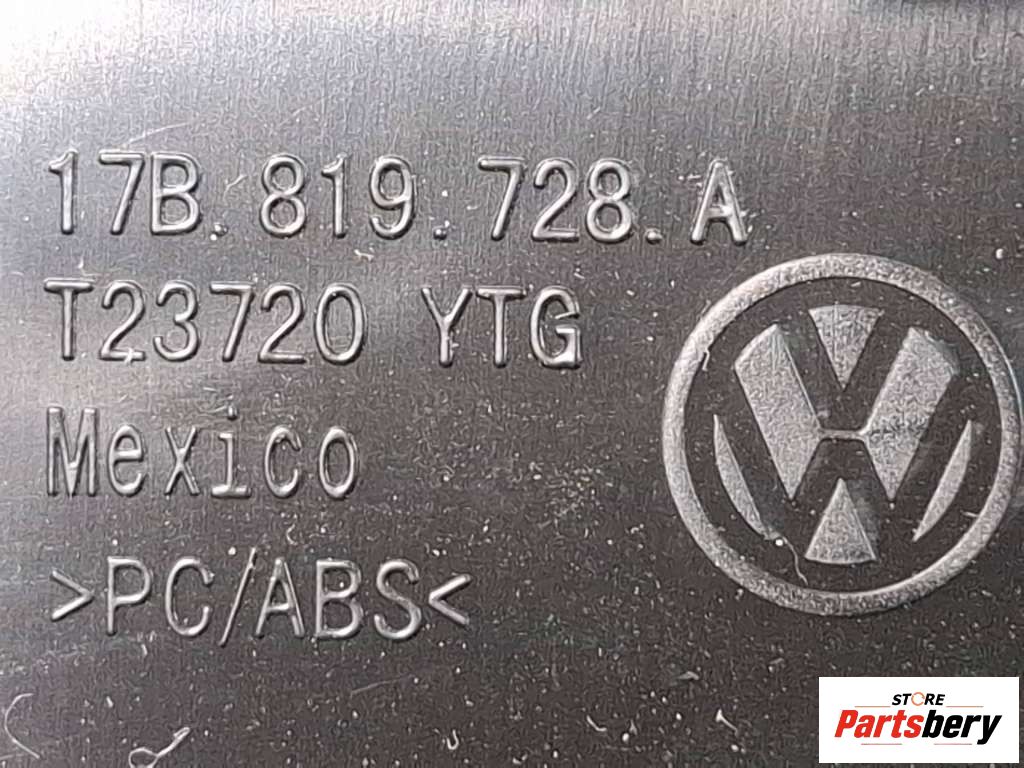 17B.819.728.A
T23720 YTG
Mexico
>PC/ABS<
STORE
Partsbery